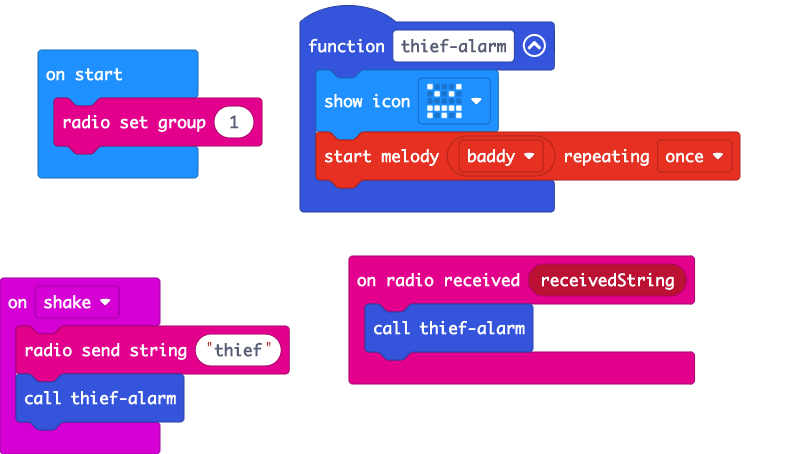 on start
radio set group 1
function thief-alarm
show icon
start melody baddy repeating once
on shake
radio send string "thief"
call thief-alarm
on radio received receivedString
call thief-alarm